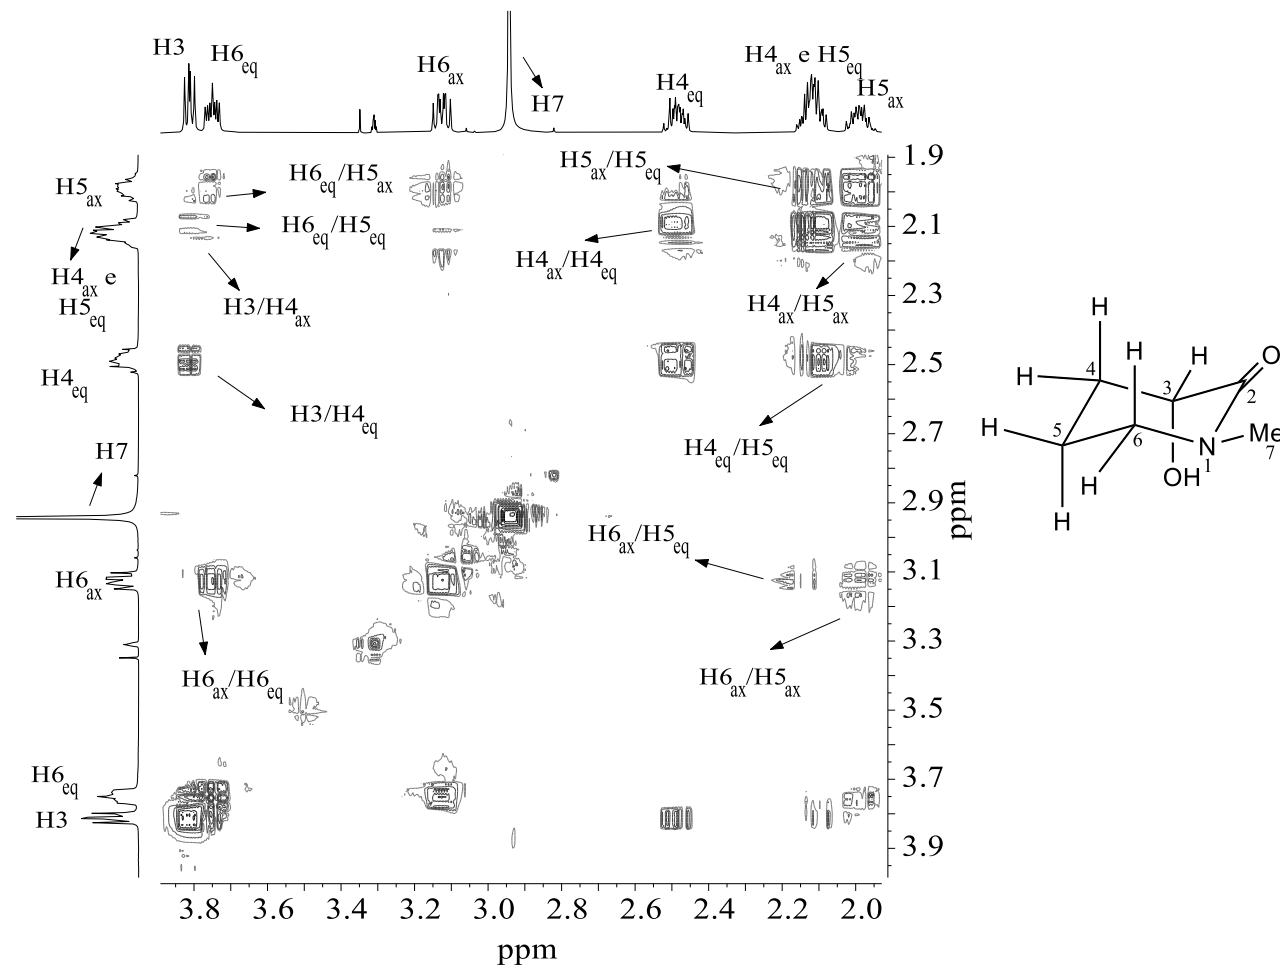 H3
H6eq
H6ax
H7
H4eq
H4ax e H5eq
H5ax
H5ax
H4ax e
H5eq
H4eq
H7
H6ax
H6eq
H3
H6eq/H5ax
H6eq/H5eq
H3/H4ax
H3/H4eq
H5ax/H5eq
H4ax/H4eq
H4ax/H5ax
H4eq/H5eq
H6ax/H5eq
H6ax/H5ax
H6ax/H6eq
1.9
2.1
2.3
2.5
2.7
2.9
3.1
3.3
3.5
3.7
3.9
ppm
3.8 3.6 3.4 3.2 3.0 2.8 2.6 2.4 2.2 2.0
ppm
H
H H O
H 4 3 2
H 5 6 N Me
1 7
H OH
H